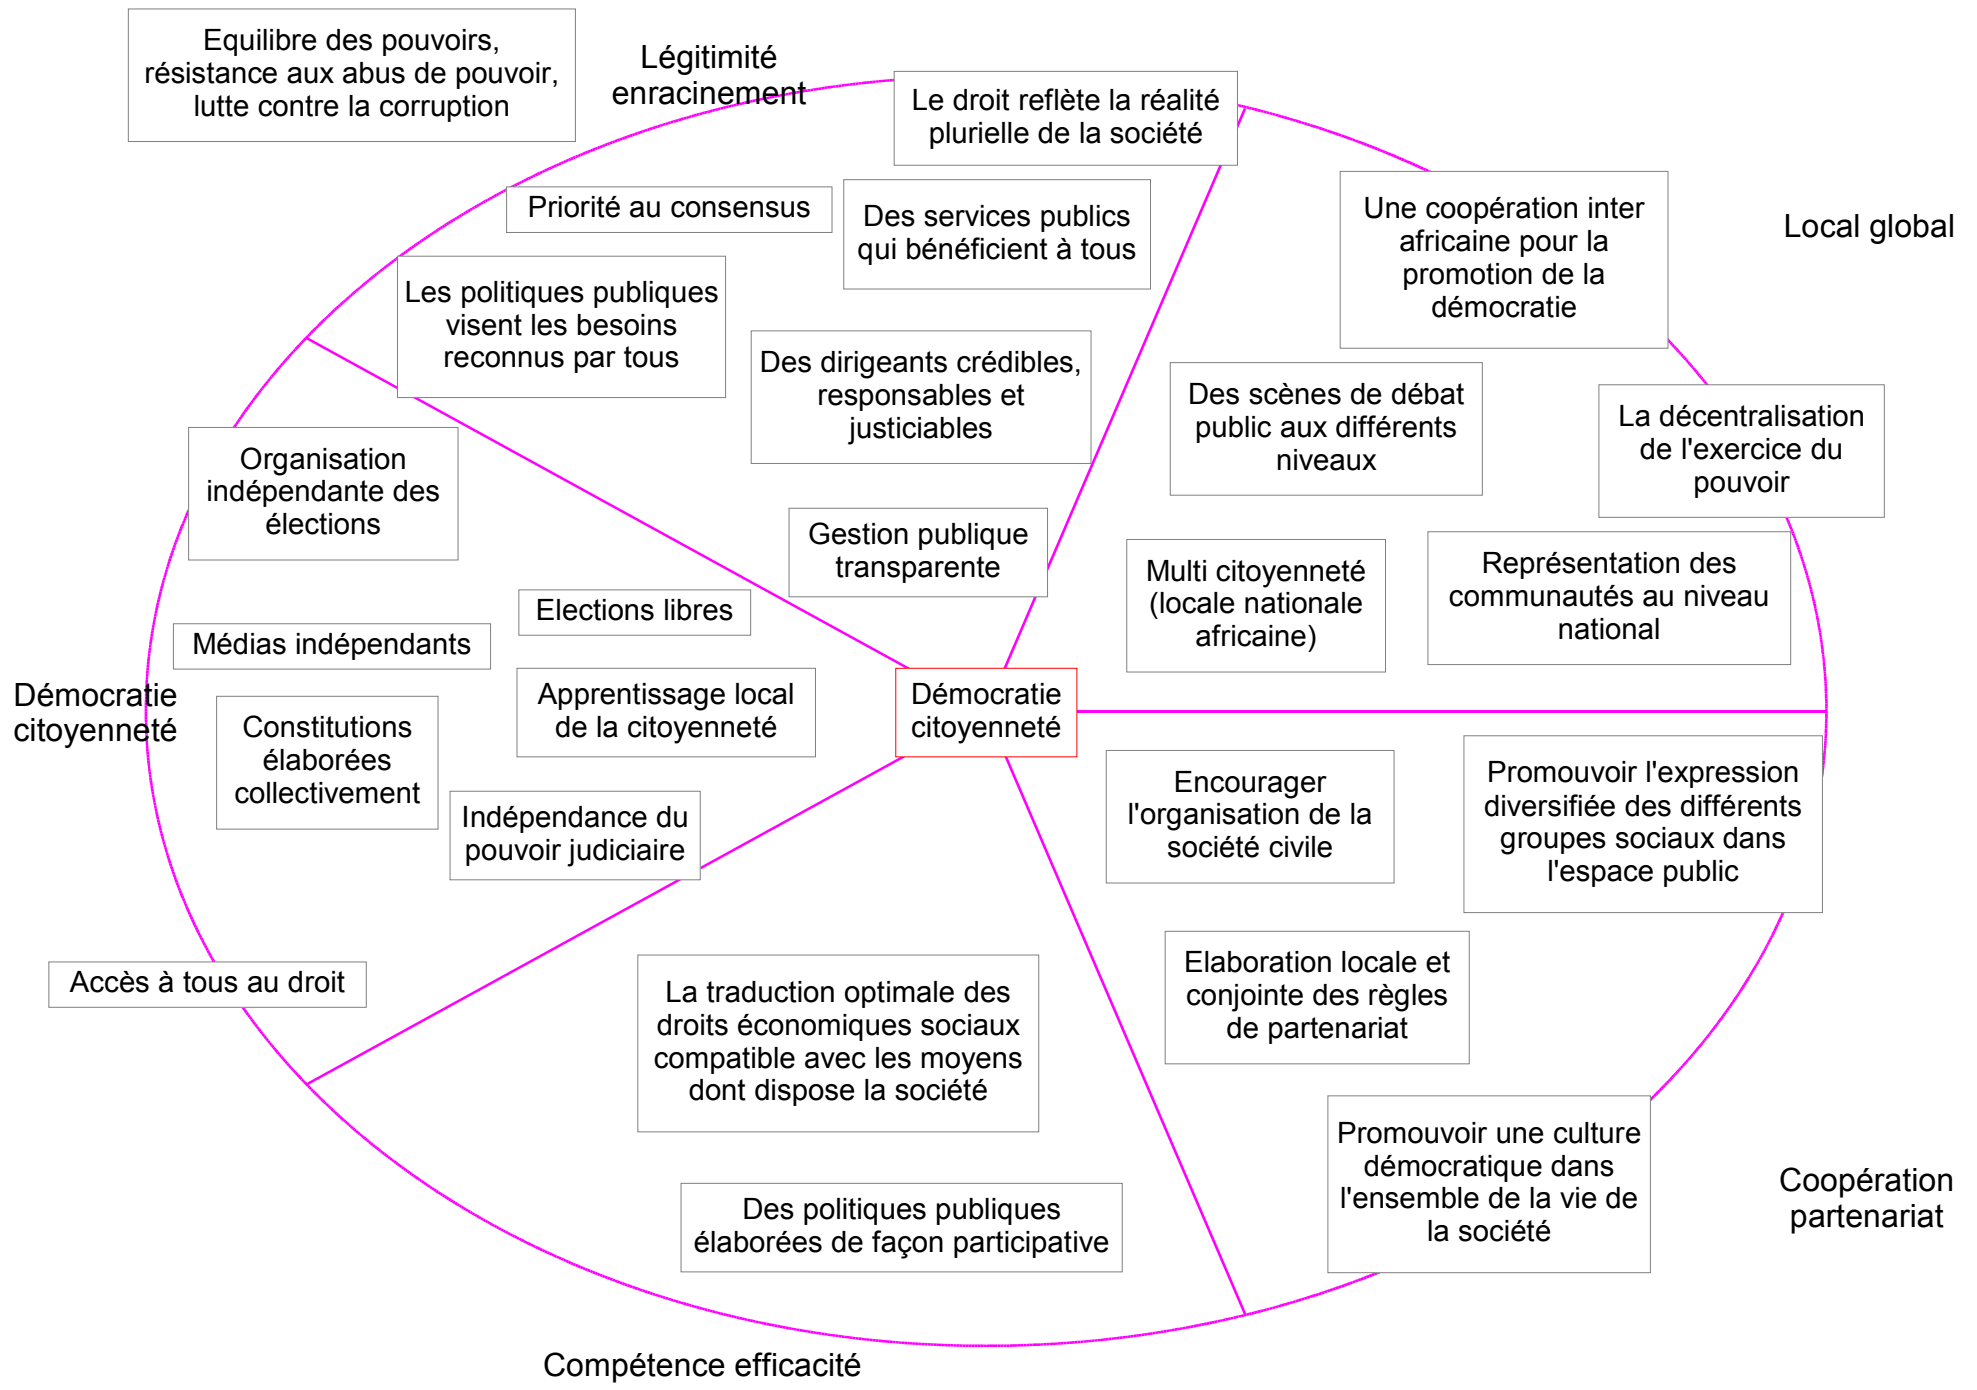 Equilibre des pouvoirs,
résistance aux abus de pouvoir,
lutte contre la corruption
Légitimité
enracinement
Le droit reflète la réalité
plurielle de la société
Priorité au consensus
Des services publics
qui bénéficient à tous
Une coopération inter
africaine pour la
promotion de la
démocratie
Local global
Les politiques publiques
visent les besoins
reconnus par tous
Des dirigeants crédibles,
responsables et
justiciables
Des scènes de débat
public aux différents
niveaux
La décentralisation
de l'exercice du
pouvoir
Organisation
indépendante des
élections
Gestion publique
transparente
Multi citoyenneté
(locale nationale
africaine)
Représentation des
communautés au niveau
national
Elections libres
Médias indépendants
Démocratie
citoyenneté
Constitutions
élaborées
collectivement
Apprentissage local
de la citoyenneté
Démocratie
citoyenneté
Indépendance du
pouvoir judiciaire
Encourager
l'organisation de la
société civile
Promouvoir l'expression
diversifiée des différents
groupes sociaux dans
l'espace public
Accès à tous au droit
La traduction optimale des
droits économiques sociaux
compatible avec les moyens
dont dispose la société
Elaboration locale et
conjointe des règles
de partenariat
Des politiques publiques
élaborées de façon participative
Promouvoir une culture
démocratique dans
l'ensemble de la vie de
la société
Coopération
partenariat
Compétence efficacité